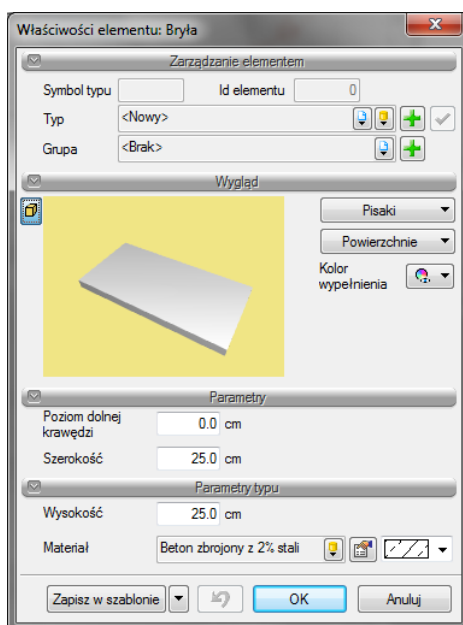 Właściwości elementu: Bryła
Zarządzanie elementem
Symbol typu Id elementu 0
Typ <Nowy>
Grupa <Brak>
Wygląd
Pisaki
Powierzchnie
Kolor
wypełnienia
Parametry
Poziom dolnej
krawędzi 0.0 cm
Szerokość 25.0 cm
Parametry typu
Wysokość 25.0 cm
Materiał Beton zbrojony z 2% stali
Zapisz w szablonie OK Anuluj